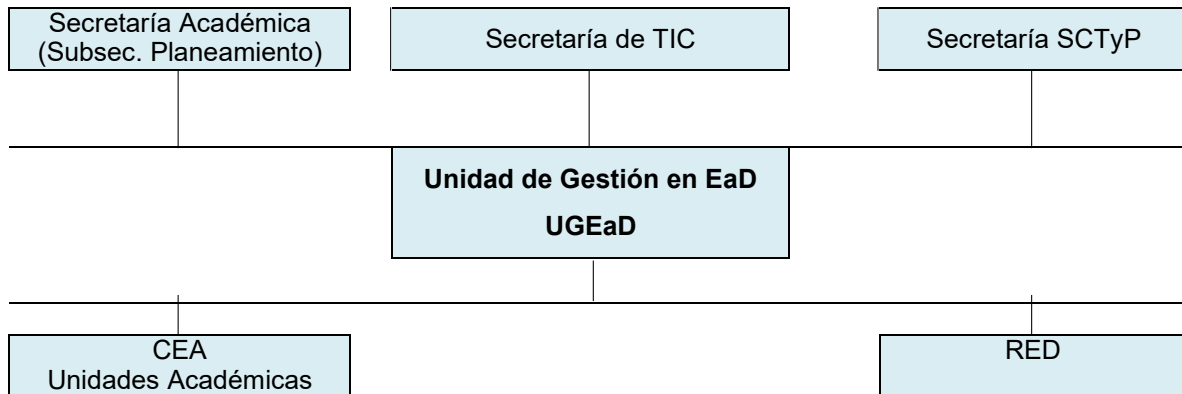 Secretaría Académica
(Subsec. Planeamiento)
Secretaría de TIC
Secretaría SCTyP
Unidad de Gestión en EaD
UGEaD
CEA
Unidades Académicas
RED